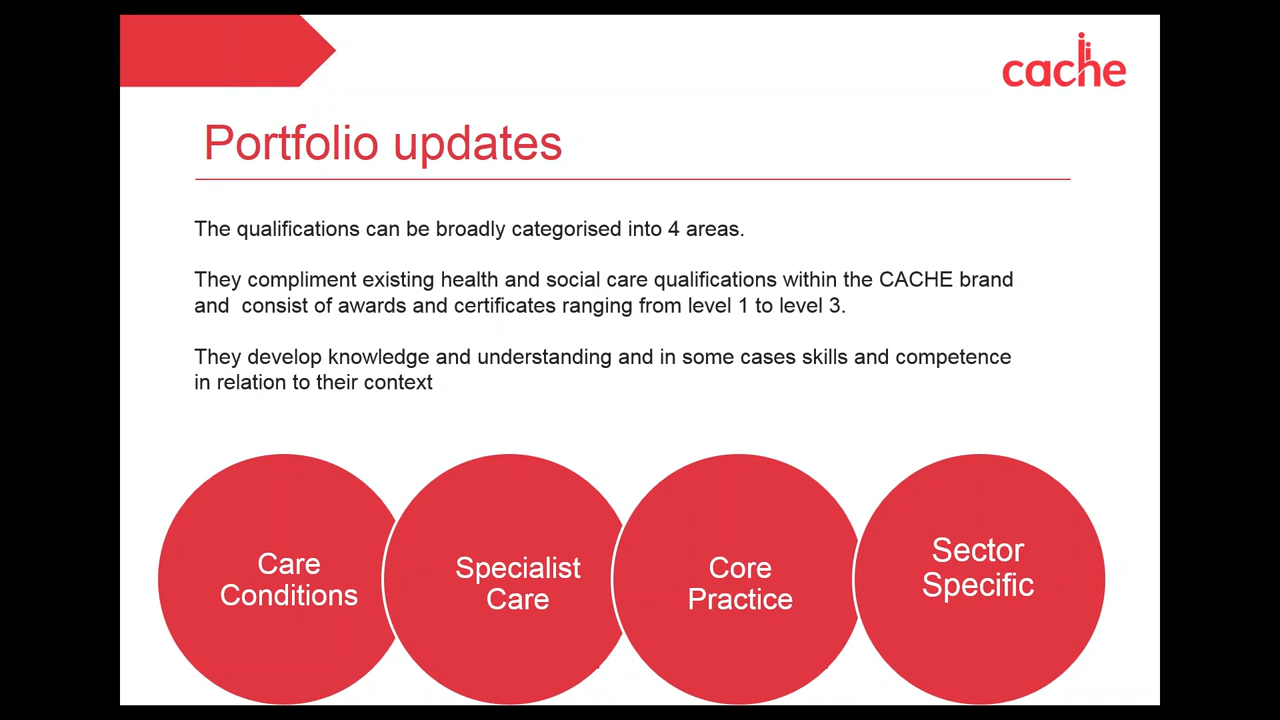 cache
Portfolio updates
The qualifications can be broadly categorised into 4 areas.
They compliment existing health and social care qualifications within the CACHE brand
and  consist of awards and certificates ranging from level 1 to level 3.
They develop knowledge and understanding and in some cases skills and competence
in relation to their context
Care
Conditions
Specialist
Care
Core
Practice
Sector
Specific